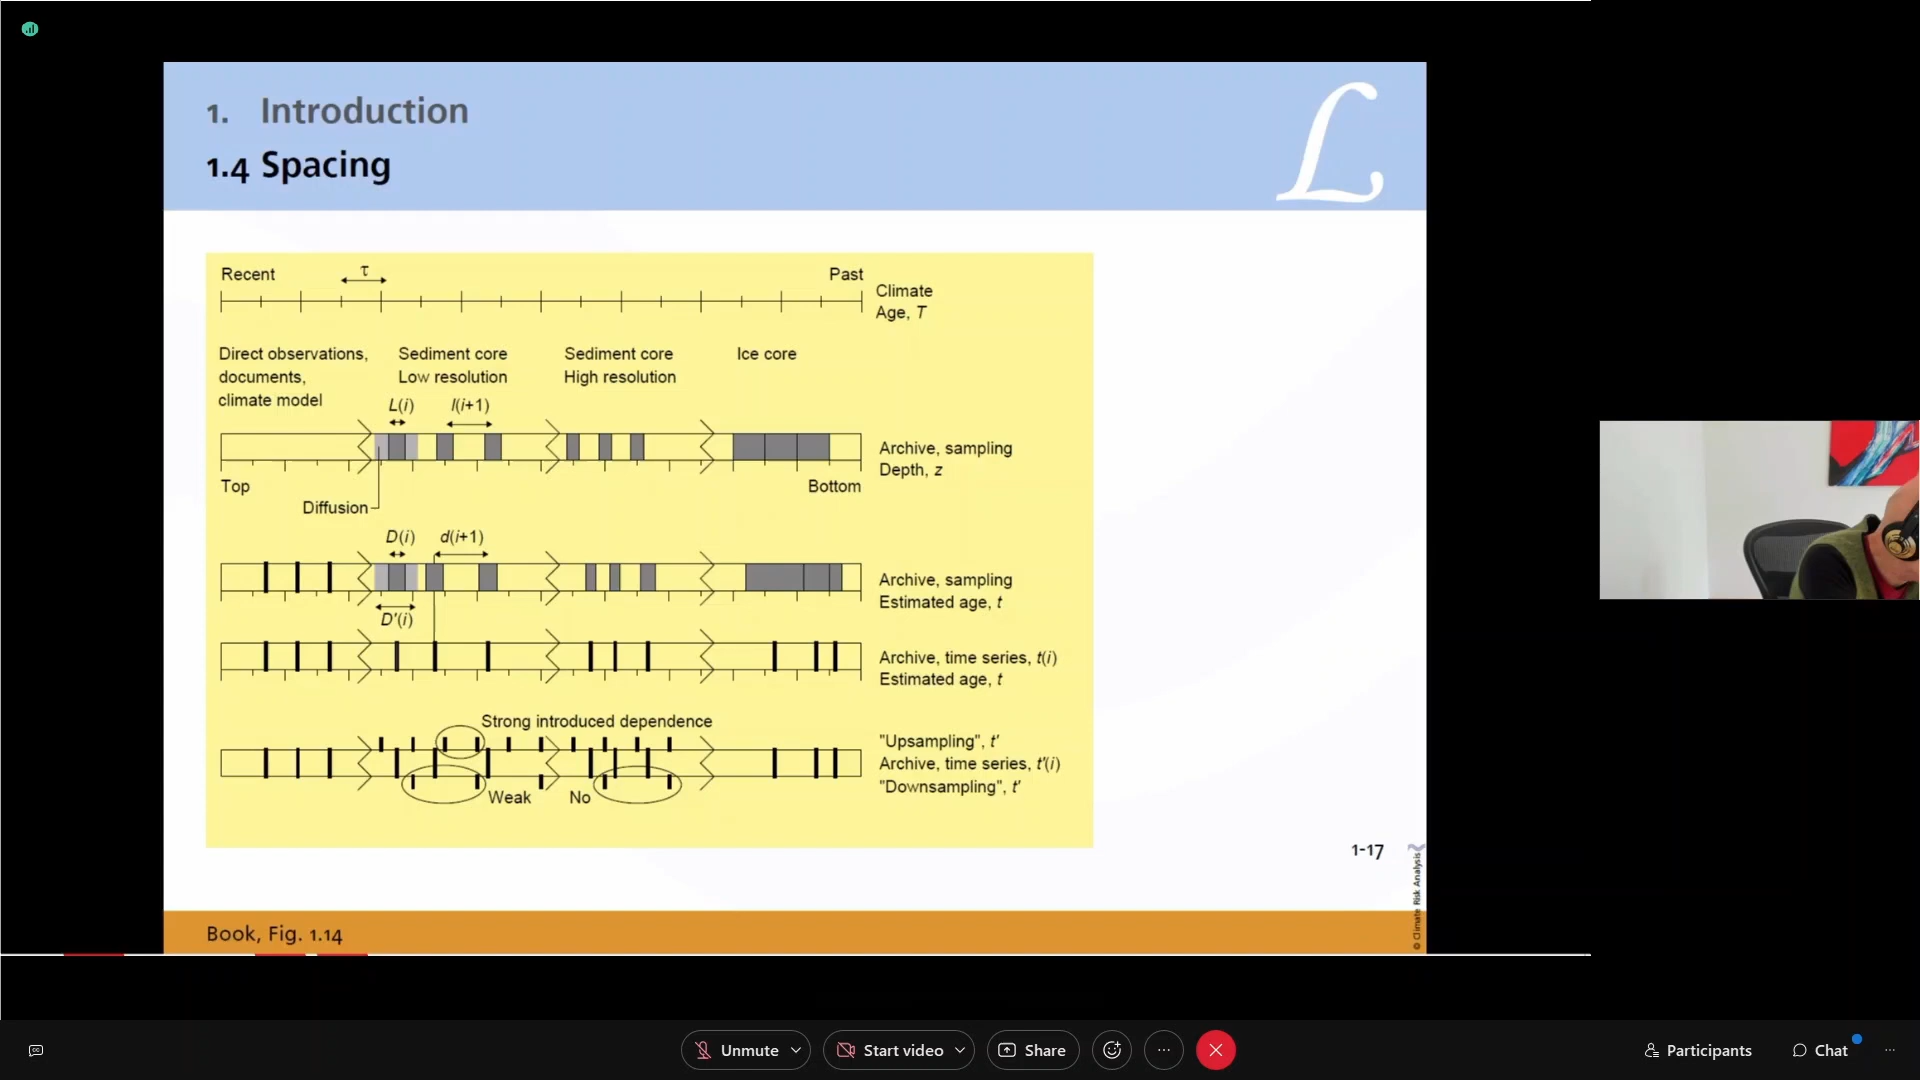 1. Introduction
1.4 Spacing
L
Recent
τ
Past
Climate
Age, T
Direct observations,
documents,
climate model
Sediment core
Low resolution
Sediment core
High resolution
Ice core
L(i)
l(i+1)
Archive, sampling
Depth, z
Top
Bottom
Diffusion
D(i)
d(i+1)
Archive, sampling
Estimated age, t
D'(i)
Archive, time series, t(i)
Estimated age, t
Strong introduced dependence
"Upsampling", t'
Archive, time series, t'(i)
"Downsampling", t'
Weak
No
1-17
© Climate Risk Analysis
Book, Fig. 1.14
Unmute
Start video
Share
Participants
Chat